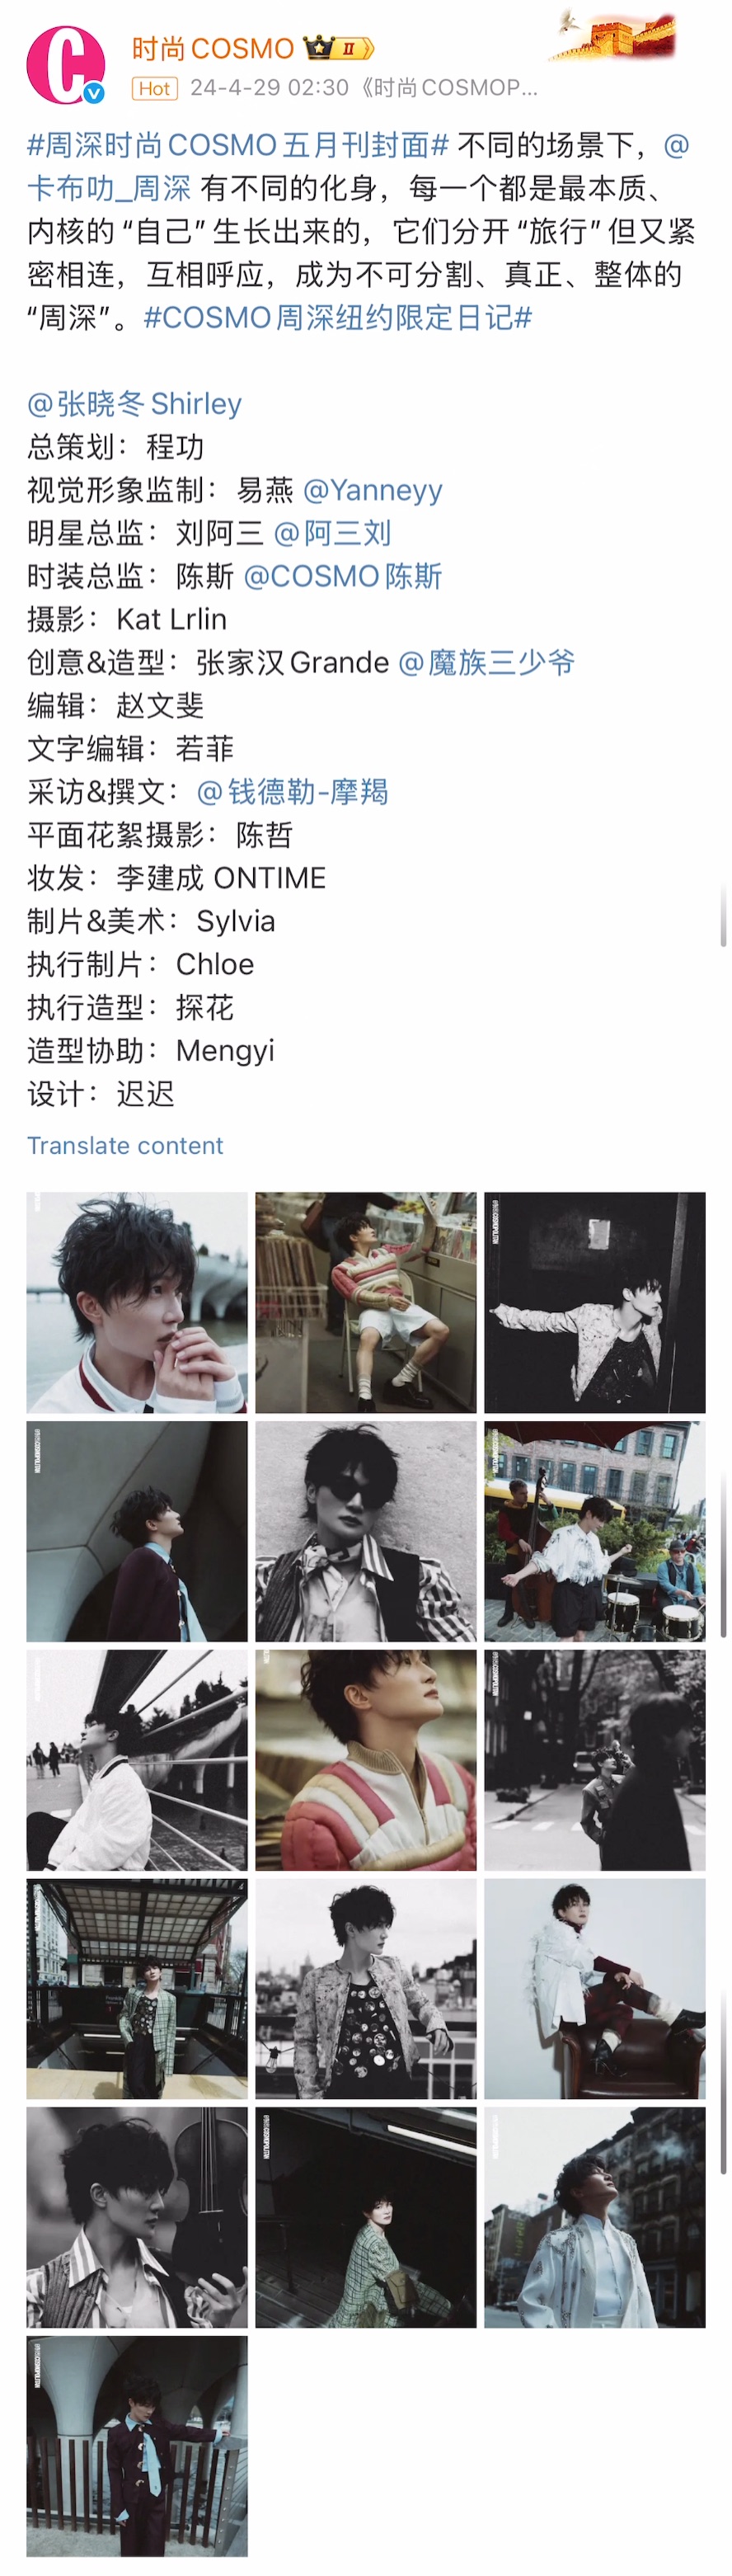 时尚COSMO II
Hot 24-4-29 02:30 《时尚COSMOP...
#周深时尚COSMO五月刊封面# 不同的场景下，@
卡布叻_周深 有不同的化身，每一个都是最本质、
内核的 “自己” 生长出来的，它们分开 “旅行” 但又紧
密相连，互相呼应，成为不可分割、真正、整体的
“周深”。#COSMO周深纽约限定日记#
@张晓冬Shirley
总策划：程功
视觉形象监制：易燕 @Yanneyy
明星总监：刘阿三 @阿三刘
时装总监：陈斯 @COSMO陈斯
摄影：Kat Lrlin
创意&造型：张家汉Grande @魔族三少爷
编辑：赵文斐
文字编辑：若菲
采访&撰文：@钱德勒-摩羯
平面花絮摄影：陈哲
妆发：李建成 ONTIME
制片&美术：Sylvia
执行制片：Chloe
执行造型：探花
造型协助：Mengyi
设计：迟迟
Translate content